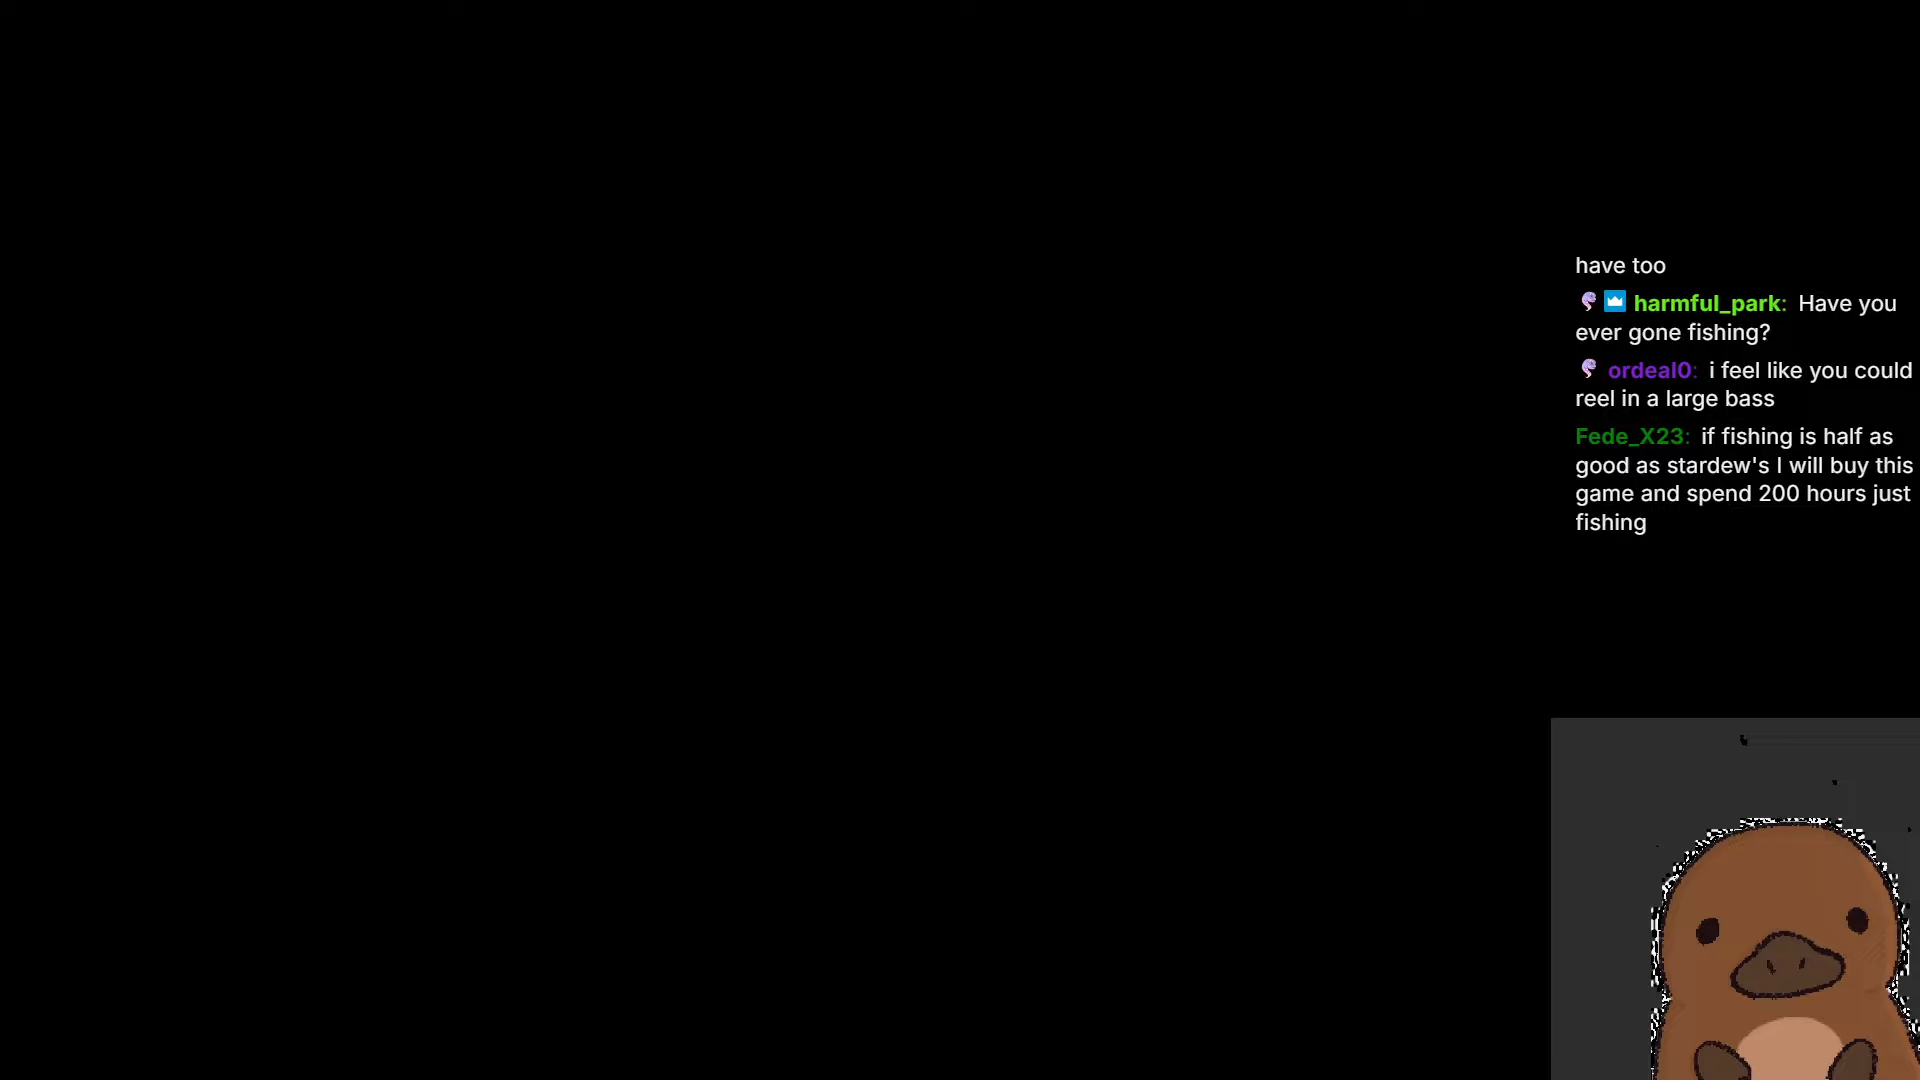 have too
harmful_park: Have you
ever gone fishing?
ordeal0: i feel like you could
reel in a large bass
Fede_X23: if fishing is half as
good as stardew's I will buy this
game and spend 200 hours just
fishing